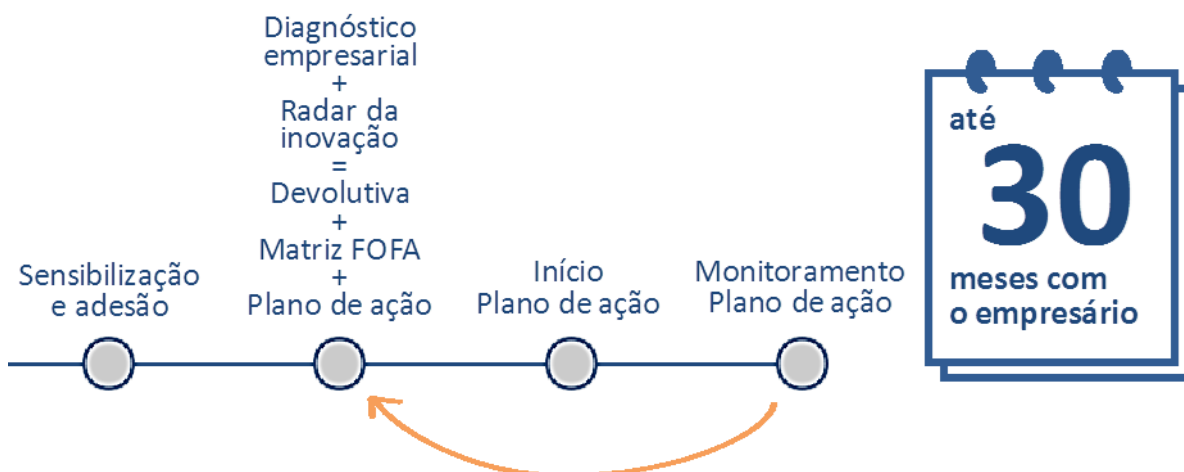 Sensibilização
e adesão
Diagnóstico
empresarial
+
Radar da
inovação
=
Devolutiva
+
Matriz FOFA
+
Plano de ação
Início
Plano de ação
Monitoramento
Plano de ação
até
30
meses com
o empresário